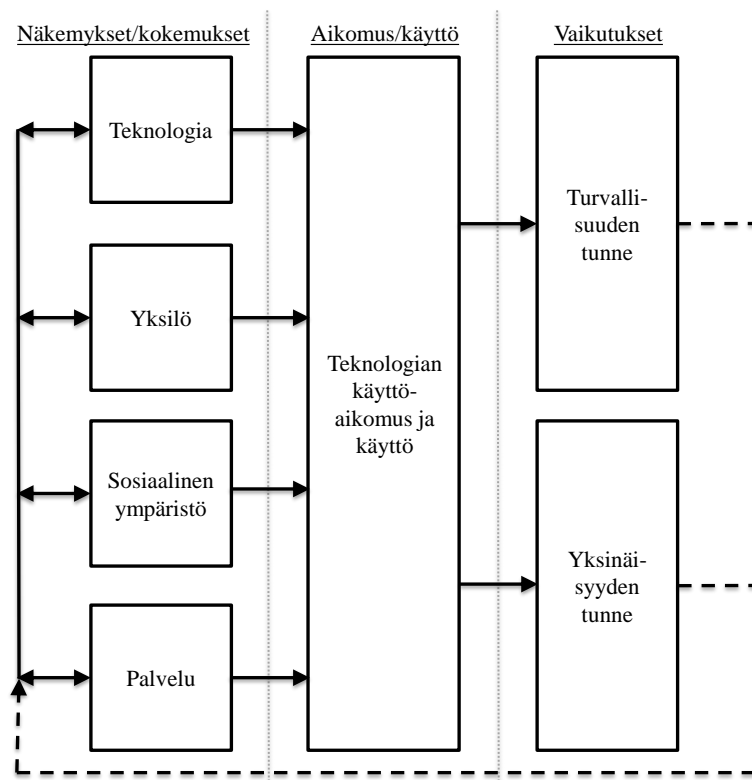 Näkemykset/kokemukset
Aikomus/käyttö
Vaikutukset
Teknologia
Yksilö
Sosiaalinen
ympäristö
Palvelu
Teknologian
käyttö-
aikomus ja
käyttö
Turvalli-
suuden
tunne
Yksinäi-
syyden
tunne